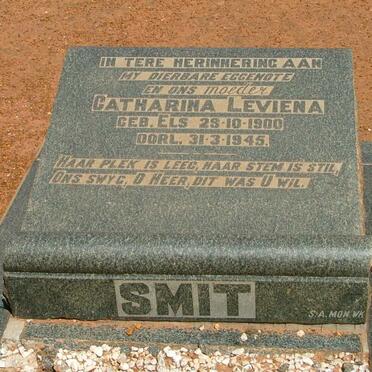 IN TERE HERINNERING AAN
MY DIERBARE EGGENOTE
EN ONS moeder
CATHARINA LEVIENA
GEB. ELS 29-10-1900
OORL. 31-3-1945.
HAAR PLEK IS LEEG, HAAR STEM IS STIL,
ONS SWYG, O HEER, DIT WAS U WIL.
SMIT
S.A. MON. WK